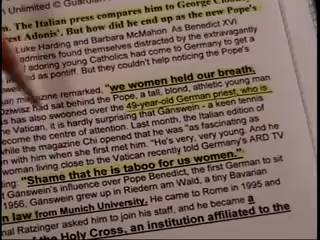 Unlimited © Guardian
. The Italian press compares him to George
est Adonis'. But how did he end up as the new Pope's
Luke Harding and Barbara McMahon As Benedict XVI
admirers found themselves distracted by the extravagantly
adoring young Catholics had come to Germany to get a
d as pontiff. But they couldn't help noticing the Pope's
an magazine remarked, "we women held our breath.
Dziwisz had sat behind the Pope, a tall, blond, athletic young man
as also swooned over the 49-year-old German priest, who is
e Vatican, it is hardly surprising that Gänswein - a keen tennis
come the centre of attention. Last month, the Italian edition of
while the magazine Chi opened that he was "as fascinating as
n with him when she first met him. "He's very, very young. And he
woman living close to the Vatican recently told Germany's ARD TV
"Shame that he is taboo for us women."
Gänswein's influence over Pope Benedict, the first German to sit
1956, Gänswein grew up in Riedern am Wald, a tiny Bavarian
n law from Munich University. He came to Rome in 1995 and
nal Ratzinger asked him to join his staff, and he became a
of the Holy Cross, an institution affiliated to the